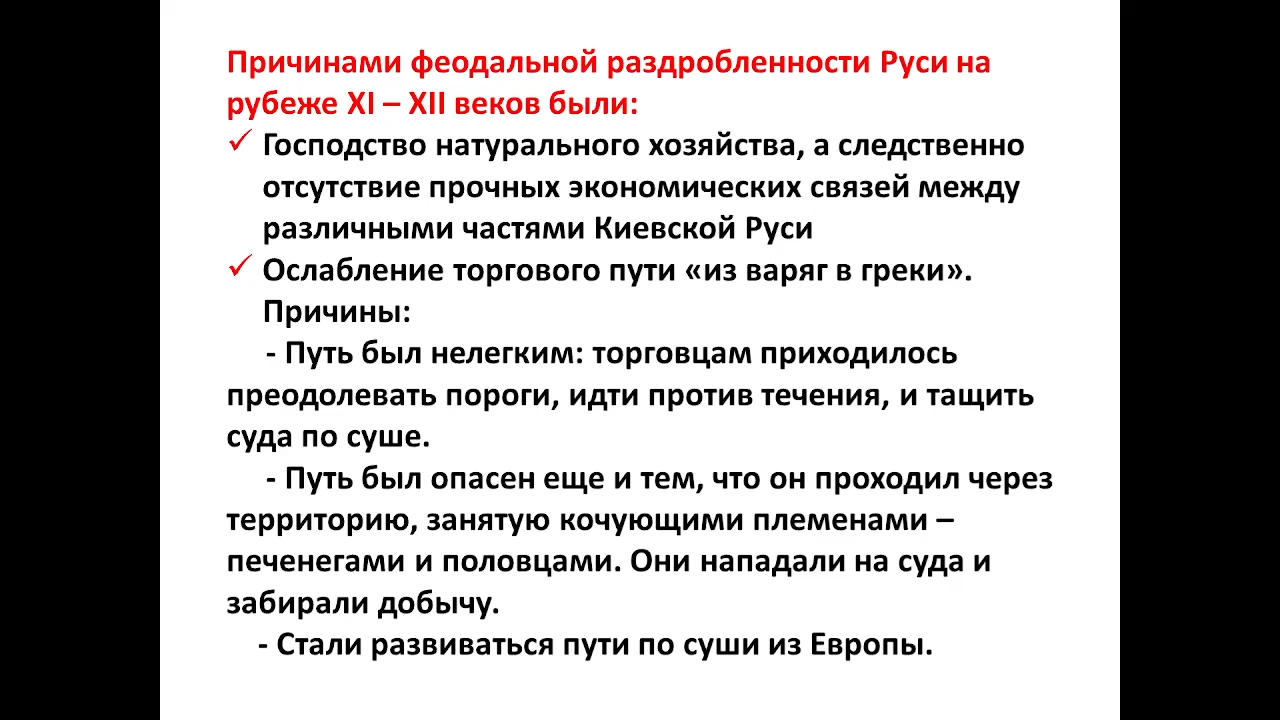 Причинами феодальной раздробленности Руси на
рубеже XI – XII веков были:
✓ Господство натурального хозяйства, а следственно
отсутствие прочных экономических связей между
различными частями Киевской Руси
✓ Ослабление торгового пути «из варяг в греки».
Причины:
- Путь был нелегким: торговцам приходилось
преодолевать пороги, идти против течения, и тащить
суда по суше.
- Путь был опасен еще и тем, что он проходил через
территорию, занятую кочующими племенами –
печенегами и половцами. Они нападали на суда и
забирали добычу.
- Стали развиваться пути по суши из Европы.